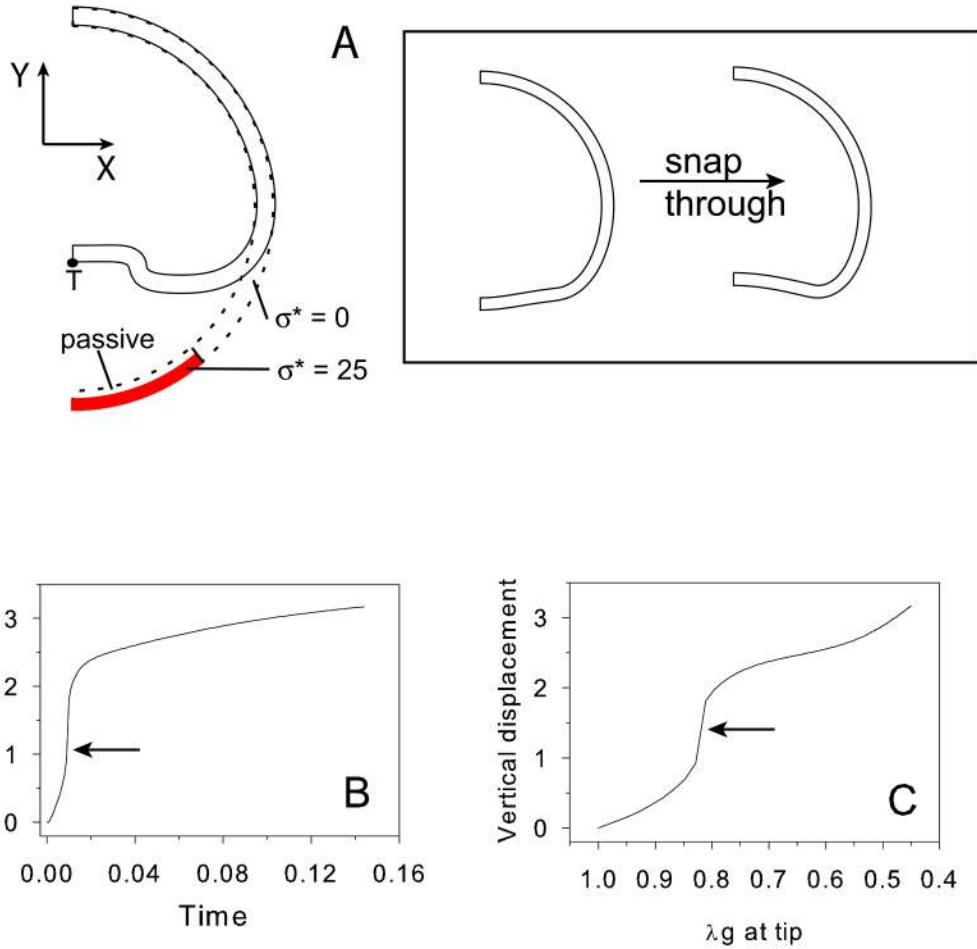 A
Y
X
T
σ* = 0
passive
σ* = 25
snap
through
3
2
1
0
B
0.00 0.04 0.08 0.12 0.16
Time
Vertical displacement
3
2
1
0
C
1.0 0.9 0.8 0.7 0.6 0.5 0.4
λg at tip